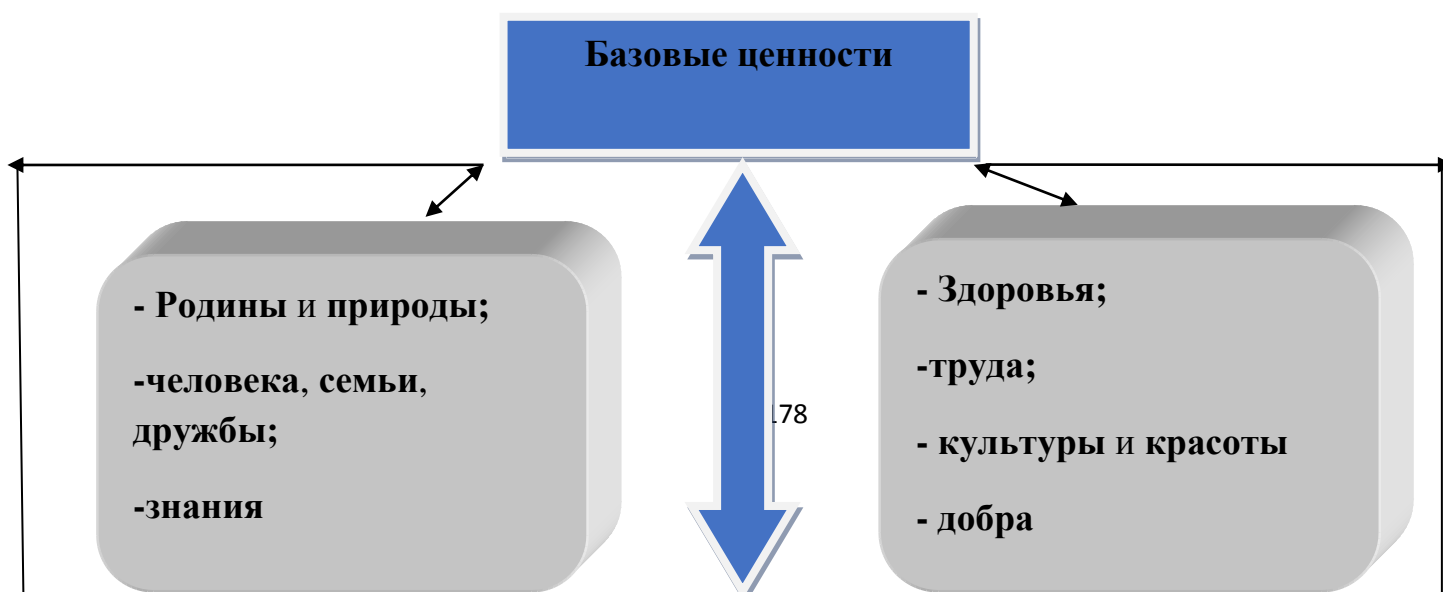 Базовые ценности
- Родины и природы;
-человека, семьи,
дружбы;
-знания
178
- Здоровья;
-труда;
- культуры и красоты
- добра